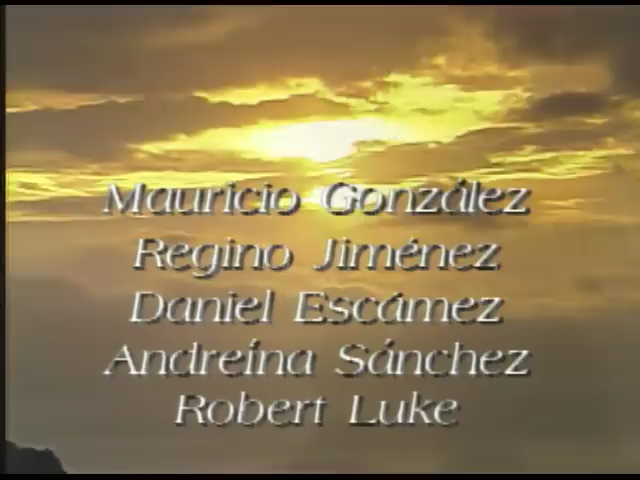 Mauricio González
Regino Jiménez
Daniel Escámez
Andreína Sánchez
Robert Luke